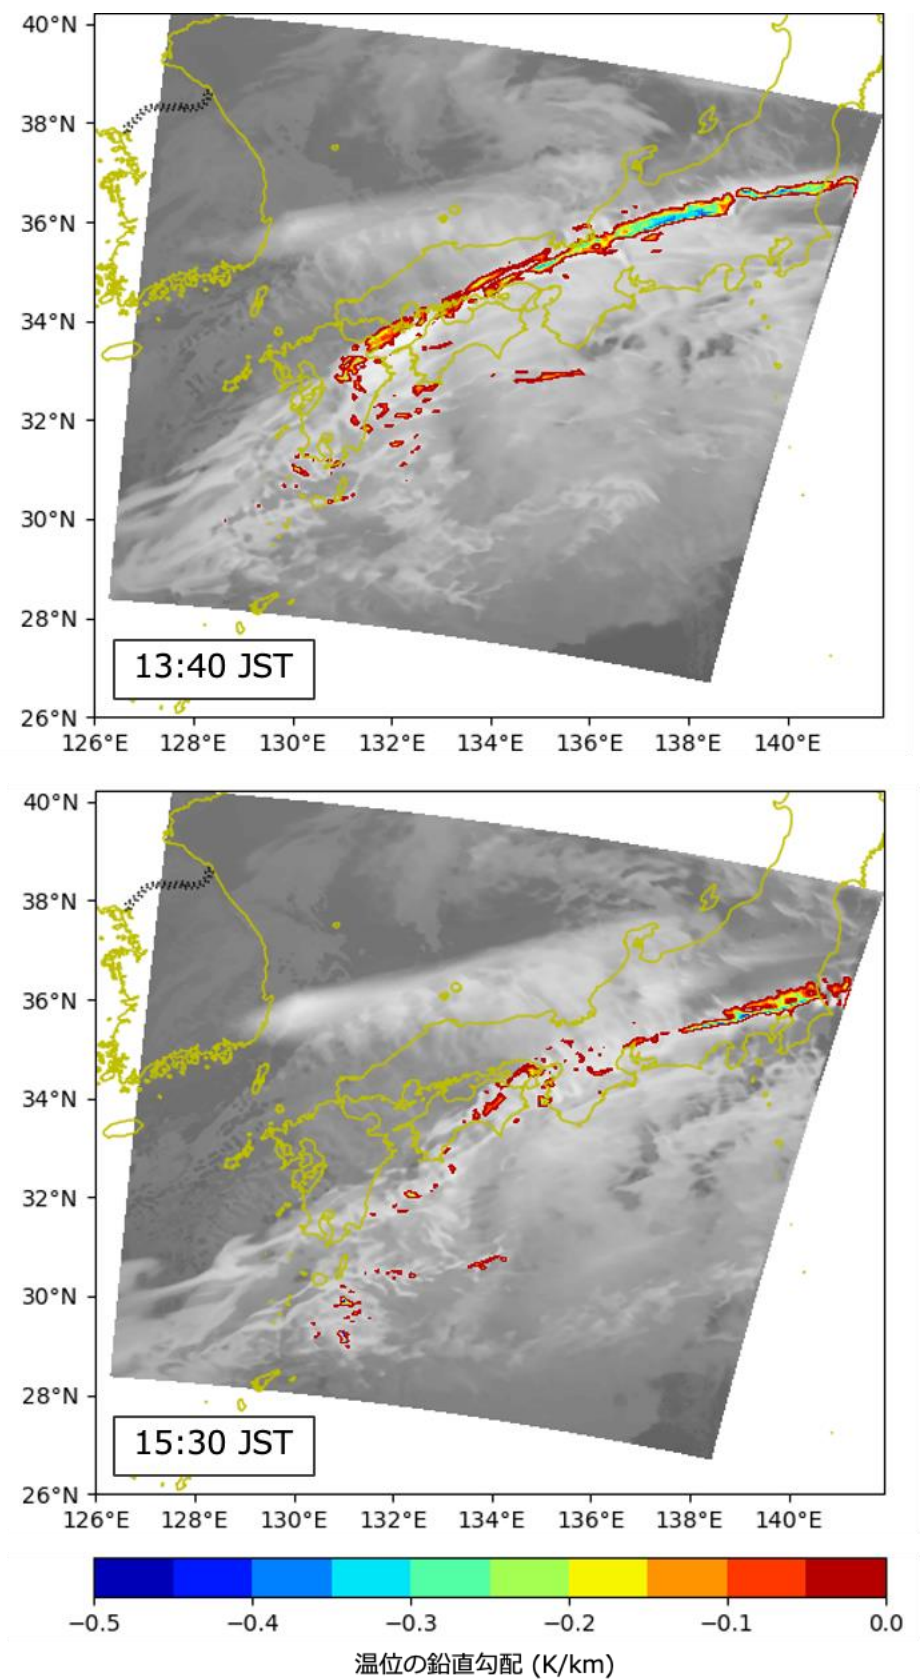 40°N
38°N
36°N
34°N
32°N
30°N
28°N
26°N
13:40 JST
126°E 128°E 130°E 132°E 134°E 136°E 138°E 140°E
40°N
38°N
36°N
34°N
32°N
30°N
28°N
26°N
15:30 JST
126°E 128°E 130°E 132°E 134°E 136°E 138°E 140°E
−0.5 −0.4 −0.3 −0.2 −0.1 0.0
温位の鉛直勾配 (K/km)